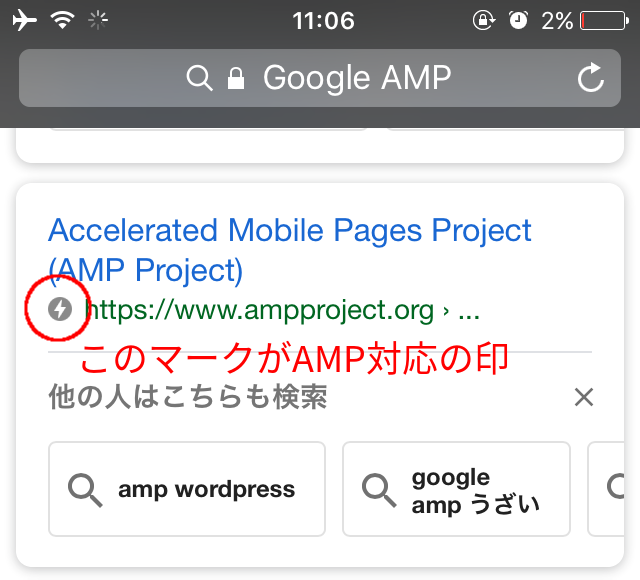 11:06
2%
Google AMP
Accelerated Mobile Pages Project
(AMP Project)
https://www.ampproject.org › ...
このマークがAMP対応の印
他の人はこちらも検索
amp wordpress
google
amp うざい